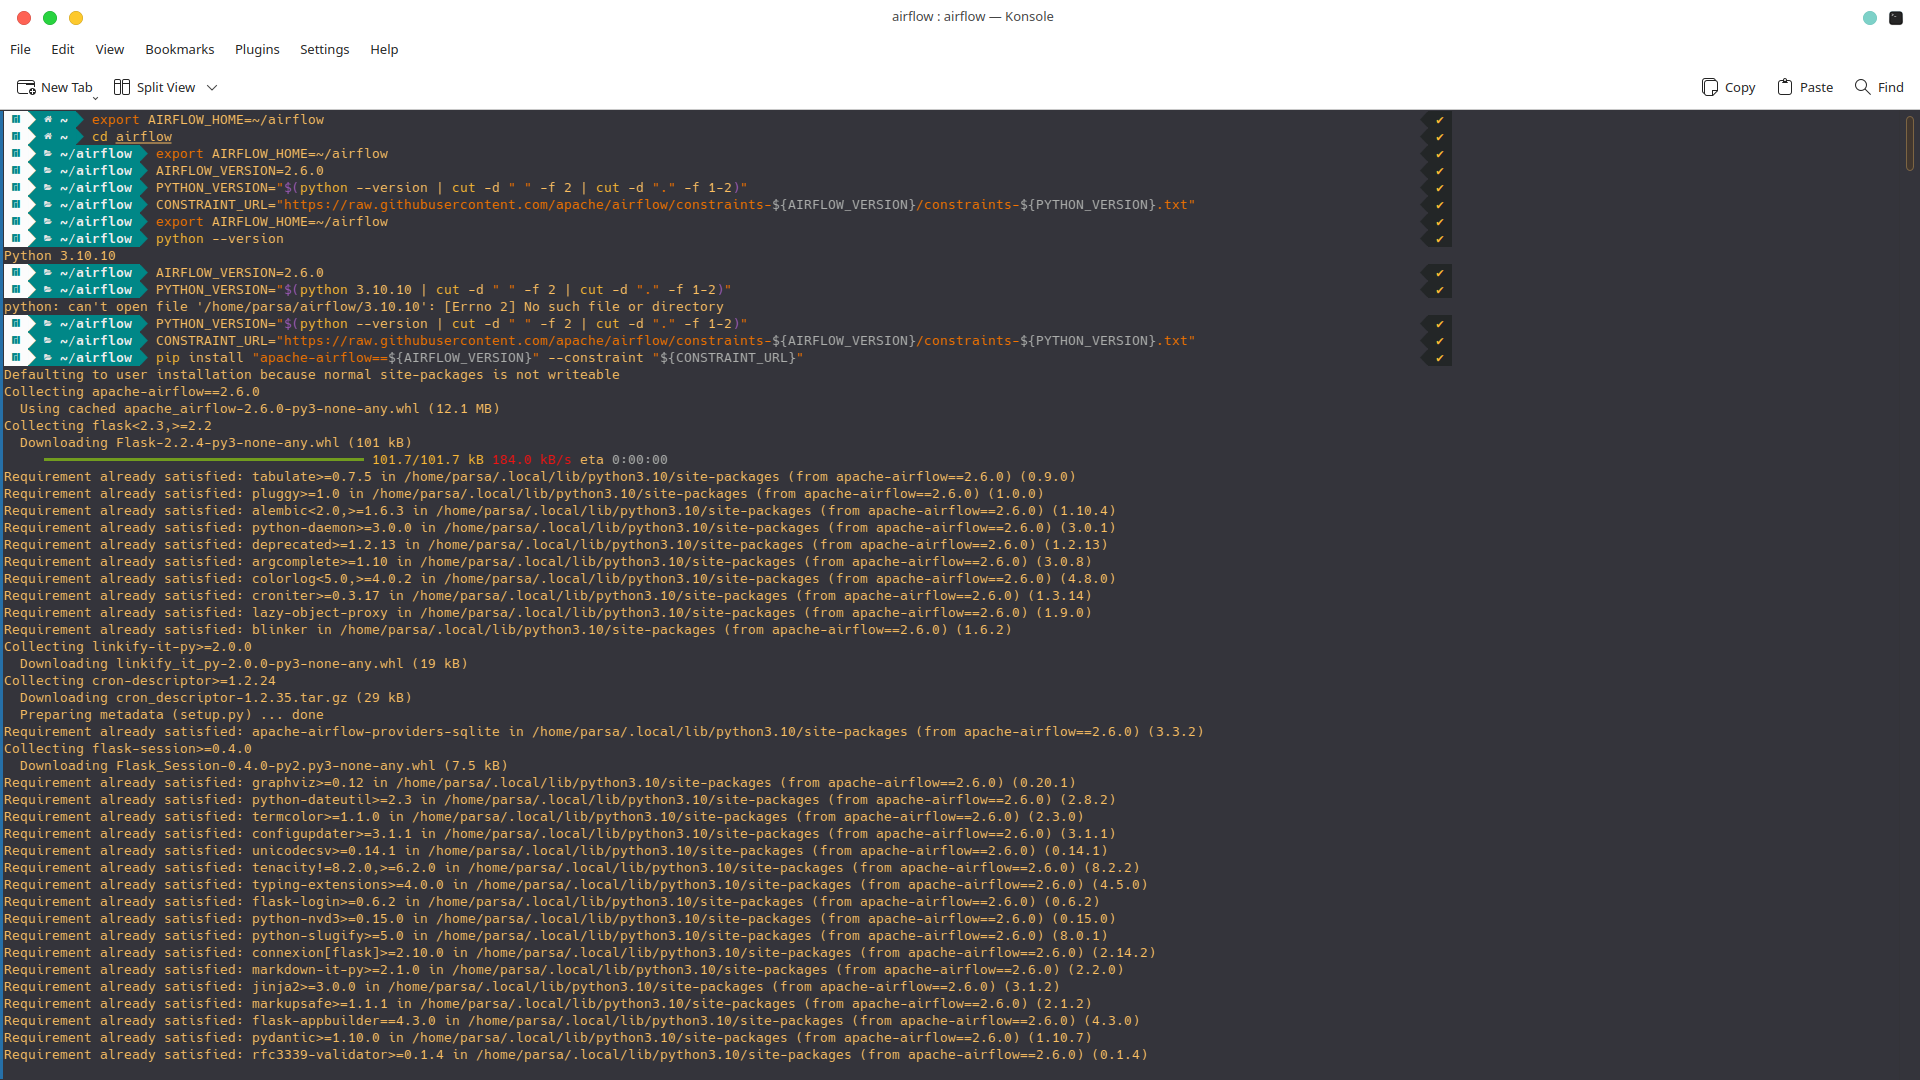 airflow : airflow — Konsole
File Edit View Bookmarks Plugins Settings Help
New Tab Split View Copy Paste Find
~ export AIRFLOW_HOME=~/airflow ✔
~ cd airflow ✔
~/airflow export AIRFLOW_HOME=~/airflow ✔
~/airflow AIRFLOW_VERSION=2.6.0 ✔
~/airflow PYTHON_VERSION="$(python --version | cut -d " " -f 2 | cut -d "." -f 1-2)" ✔
~/airflow CONSTRAINT_URL="https://raw.githubusercontent.com/apache/airflow/constraints-${AIRFLOW_VERSION}/constraints-${PYTHON_VERSION}.txt" ✔
~/airflow export AIRFLOW_HOME=~/airflow ✔
~/airflow python --version ✔
Python 3.10.10
~/airflow AIRFLOW_VERSION=2.6.0 ✔
~/airflow PYTHON_VERSION="$(python 3.10.10 | cut -d " " -f 2 | cut -d "." -f 1-2)" ✔
python: can't open file '/home/parsa/airflow/3.10.10': [Errno 2] No such file or directory
~/airflow PYTHON_VERSION="$(python --version | cut -d " " -f 2 | cut -d "." -f 1-2)" ✔
~/airflow CONSTRAINT_URL="https://raw.githubusercontent.com/apache/airflow/constraints-${AIRFLOW_VERSION}/constraints-${PYTHON_VERSION}.txt" ✔
~/airflow pip install "apache-airflow==${AIRFLOW_VERSION}" --constraint "${CONSTRAINT_URL}" ✔
Defaulting to user installation because normal site-packages is not writeable
Collecting apache-airflow==2.6.0
Using cached apache_airflow-2.6.0-py3-none-any.whl (12.1 MB)
Collecting flask<2.3,>=2.2
Downloading Flask-2.2.4-py3-none-any.whl (101 kB)
101.7/101.7 kB 184.0 kB/s eta 0:00:00
Requirement already satisfied: tabulate>=0.7.5 in /home/parsa/.local/lib/python3.10/site-packages (from apache-airflow==2.6.0) (0.9.0)
Requirement already satisfied: pluggy>=1.0 in /home/parsa/.local/lib/python3.10/site-packages (from apache-airflow==2.6.0) (1.0.0)
Requirement already satisfied: alembic<2.0,>=1.6.3 in /home/parsa/.local/lib/python3.10/site-packages (from apache-airflow==2.6.0) (1.10.4)
Requirement already satisfied: python-daemon>=3.0.0 in /home/parsa/.local/lib/python3.10/site-packages (from apache-airflow==2.6.0) (3.0.1)
Requirement already satisfied: deprecated>=1.2.13 in /home/parsa/.local/lib/python3.10/site-packages (from apache-airflow==2.6.0) (1.2.13)
Requirement already satisfied: argcomplete>=1.10 in /home/parsa/.local/lib/python3.10/site-packages (from apache-airflow==2.6.0) (3.0.8)
Requirement already satisfied: colorlog<5.0,>=4.0.2 in /home/parsa/.local/lib/python3.10/site-packages (from apache-airflow==2.6.0) (4.8.0)
Requirement already satisfied: croniter>=0.3.17 in /home/parsa/.local/lib/python3.10/site-packages (from apache-airflow==2.6.0) (1.3.14)
Requirement already satisfied: lazy-object-proxy in /home/parsa/.local/lib/python3.10/site-packages (from apache-airflow==2.6.0) (1.9.0)
Requirement already satisfied: blinker in /home/parsa/.local/lib/python3.10/site-packages (from apache-airflow==2.6.0) (1.6.2)
Collecting linkify-it-py>=2.0.0
Downloading linkify_it_py-2.0.0-py3-none-any.whl (19 kB)
Collecting cron-descriptor>=1.2.24
Downloading cron_descriptor-1.2.35.tar.gz (29 kB)
Preparing metadata (setup.py) ... done
Requirement already satisfied: apache-airflow-providers-sqlite in /home/parsa/.local/lib/python3.10/site-packages (from apache-airflow==2.6.0) (3.3.2)
Collecting flask-session>=0.4.0
Downloading Flask_Session-0.4.0-py2.py3-none-any.whl (7.5 kB)
Requirement already satisfied: graphviz>=0.12 in /home/parsa/.local/lib/python3.10/site-packages (from apache-airflow==2.6.0) (0.20.1)
Requirement already satisfied: python-dateutil>=2.3 in /home/parsa/.local/lib/python3.10/site-packages (from apache-airflow==2.6.0) (2.8.2)
Requirement already satisfied: termcolor>=1.1.0 in /home/parsa/.local/lib/python3.10/site-packages (from apache-airflow==2.6.0) (2.3.0)
Requirement already satisfied: configupdater>=3.1.1 in /home/parsa/.local/lib/python3.10/site-packages (from apache-airflow==2.6.0) (3.1.1)
Requirement already satisfied: unicodecsv>=0.14.1 in /home/parsa/.local/lib/python3.10/site-packages (from apache-airflow==2.6.0) (0.14.1)
Requirement already satisfied: tenacity!=8.2.0,>=6.2.0 in /home/parsa/.local/lib/python3.10/site-packages (from apache-airflow==2.6.0) (8.2.2)
Requirement already satisfied: typing-extensions>=4.0.0 in /home/parsa/.local/lib/python3.10/site-packages (from apache-airflow==2.6.0) (4.5.0)
Requirement already satisfied: flask-login>=0.6.2 in /home/parsa/.local/lib/python3.10/site-packages (from apache-airflow==2.6.0) (0.6.2)
Requirement already satisfied: python-nvd3>=0.15.0 in /home/parsa/.local/lib/python3.10/site-packages (from apache-airflow==2.6.0) (0.15.0)
Requirement already satisfied: python-slugify>=5.0 in /home/parsa/.local/lib/python3.10/site-packages (from apache-airflow==2.6.0) (8.0.1)
Requirement already satisfied: connexion[flask]>=2.10.0 in /home/parsa/.local/lib/python3.10/site-packages (from apache-airflow==2.6.0) (2.14.2)
Requirement already satisfied: markdown-it-py>=2.1.0 in /home/parsa/.local/lib/python3.10/site-packages (from apache-airflow==2.6.0) (2.2.0)
Requirement already satisfied: jinja2>=3.0.0 in /home/parsa/.local/lib/python3.10/site-packages (from apache-airflow==2.6.0) (3.1.2)
Requirement already satisfied: markupsafe>=1.1.1 in /home/parsa/.local/lib/python3.10/site-packages (from apache-airflow==2.6.0) (2.1.2)
Requirement already satisfied: flask-appbuilder==4.3.0 in /home/parsa/.local/lib/python3.10/site-packages (from apache-airflow==2.6.0) (4.3.0)
Requirement already satisfied: pydantic>=1.10.0 in /home/parsa/.local/lib/python3.10/site-packages (from apache-airflow==2.6.0) (1.10.7)
Requirement already satisfied: rfc3339-validator>=0.1.4 in /home/parsa/.local/lib/python3.10/site-packages (from apache-airflow==2.6.0) (0.1.4)